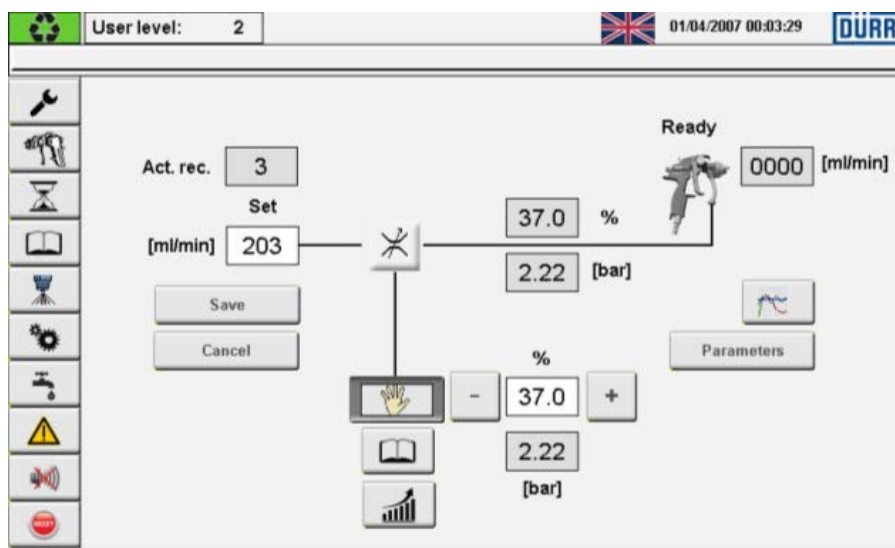 User level: 2
01/04/2007 00:03:29
DÜRR
Ready
Act. rec. 3
0000 [ml/min]
Set
37.0 %
[ml/min] 203
2.22 [bar]
Save
Cancel
Parameters
%
- 37.0 +
2.22
[bar]
RESET